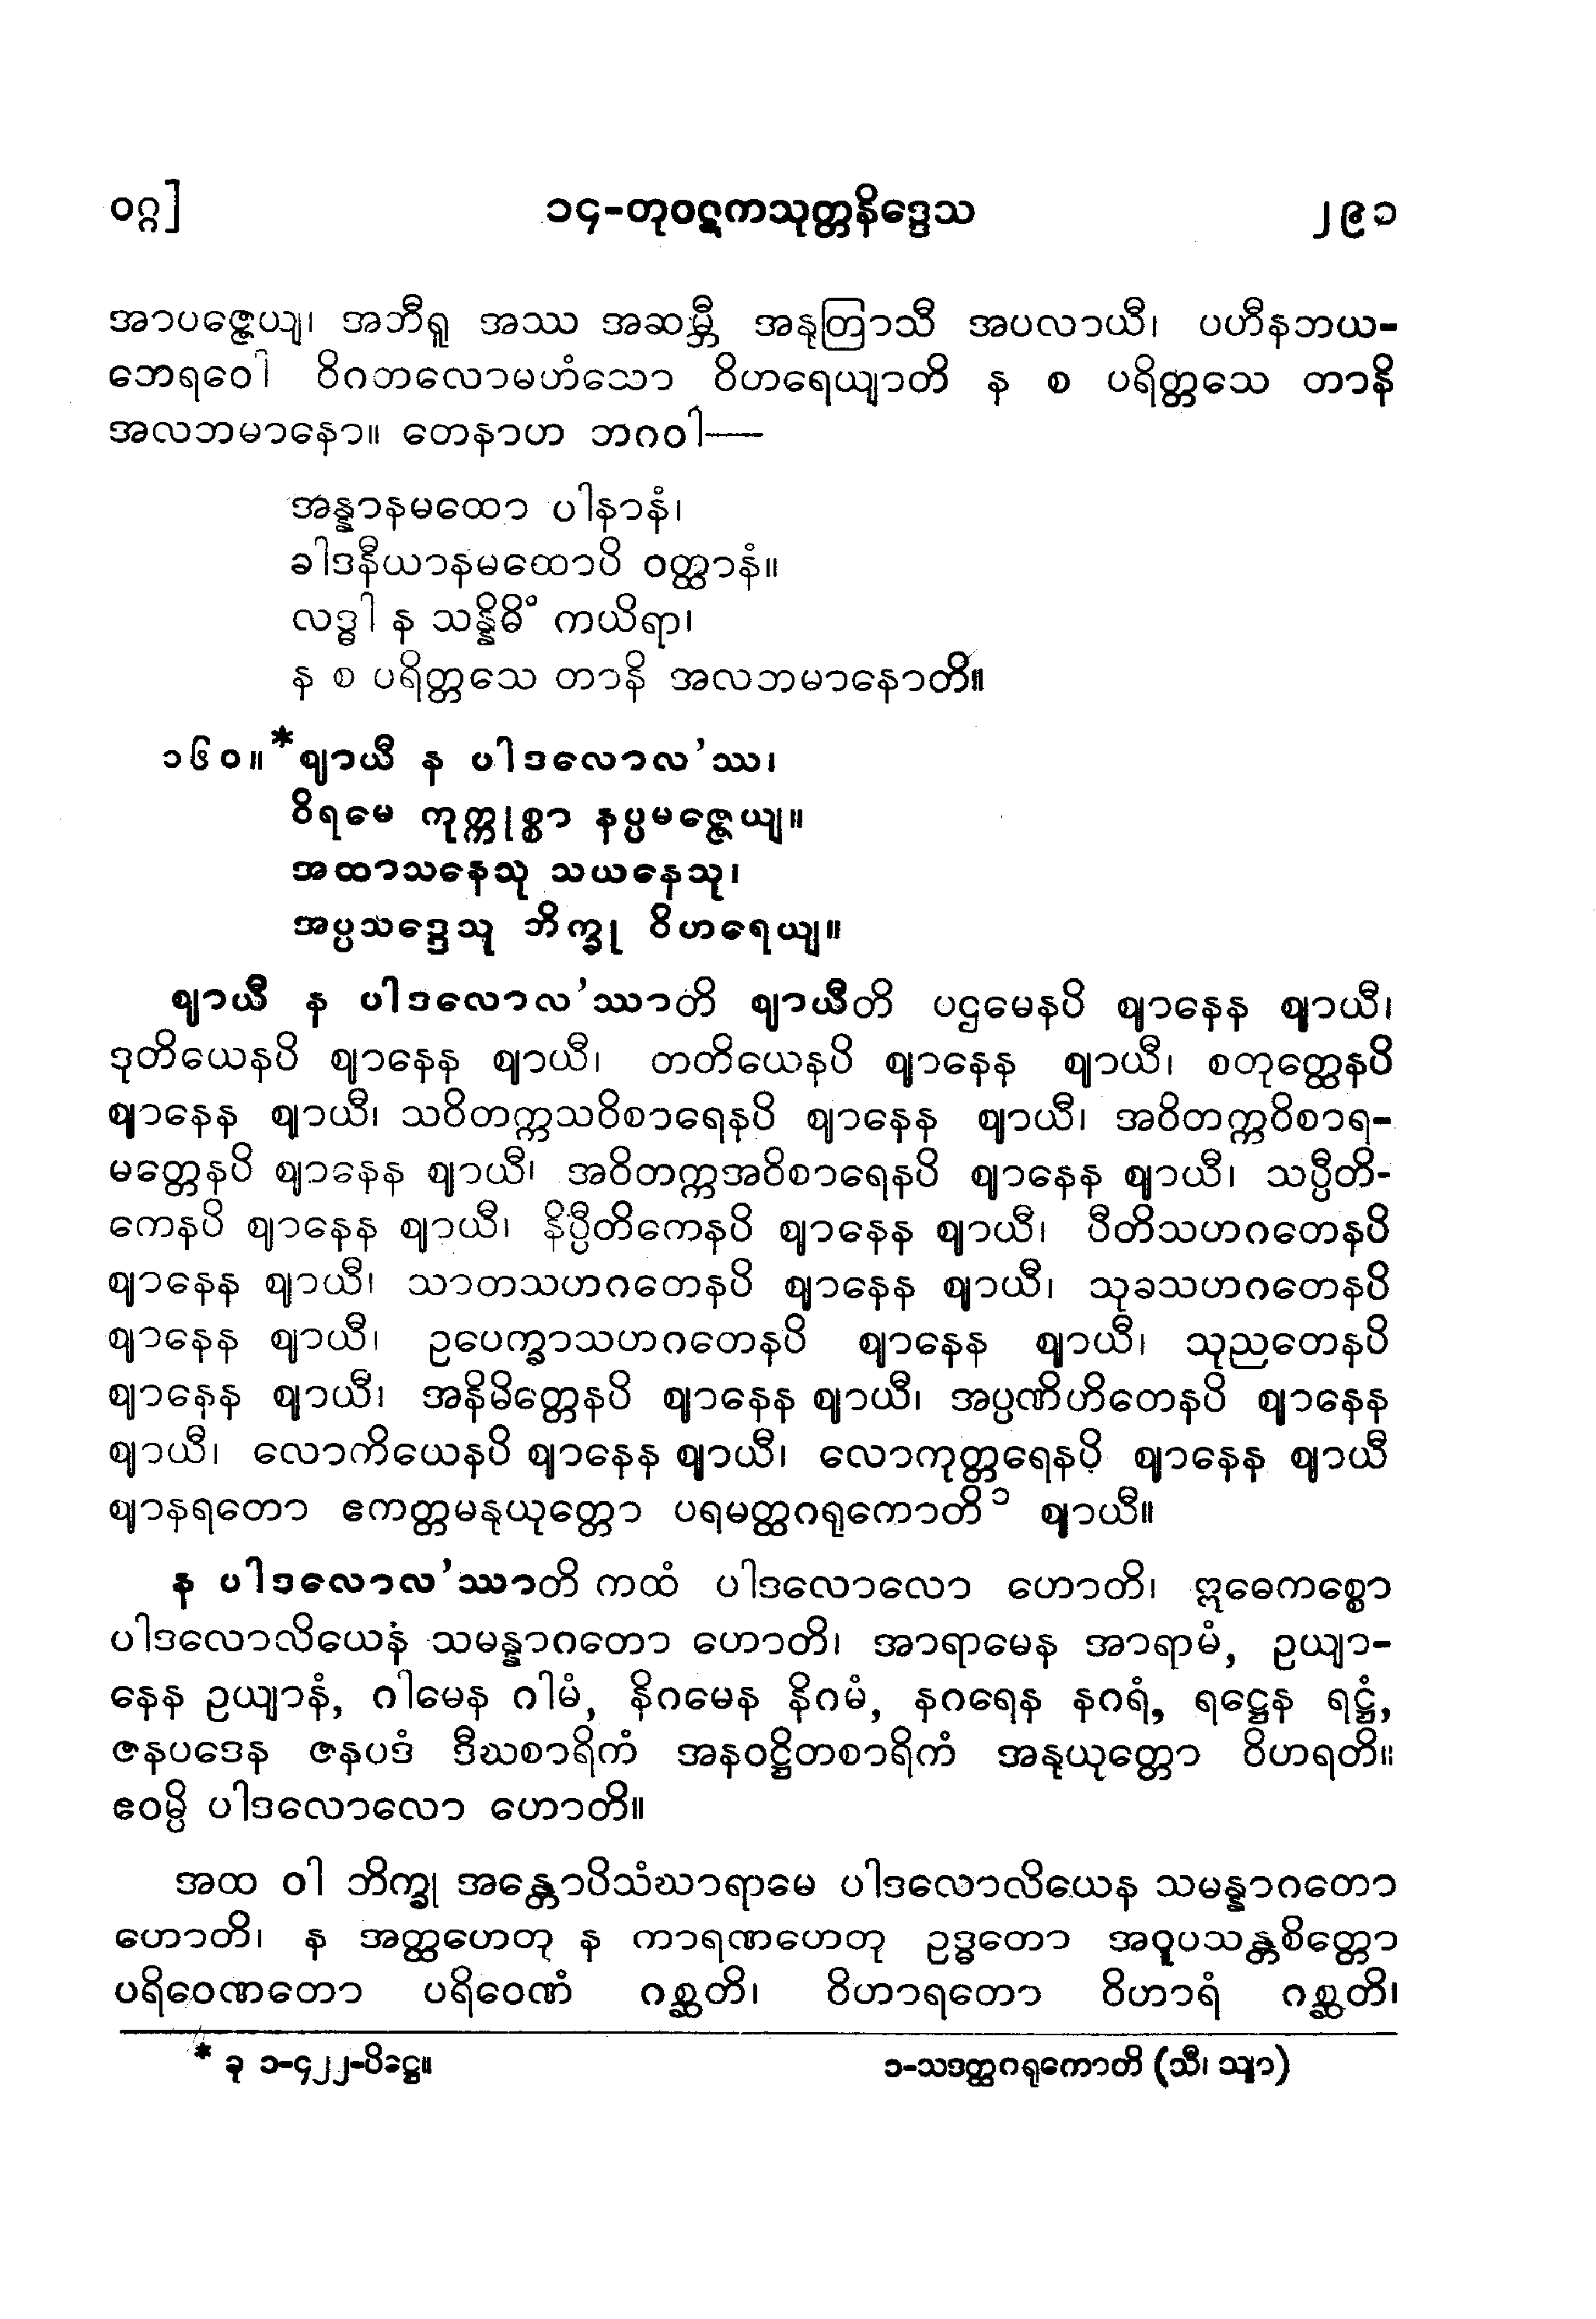 ဝဂ္ဂ]
၁၄-တုဝဋ္ဋကသုတ္တနိဒ္ဒေသ
၂၉၁
အာပဇ္ဇေယျ၊ အဘီရူ အဿ အဆမ္ဘီ အနုတြာသီ အပလာယီ၊ ပဟီနဘယ-
ဘေရဝေါ ဝိဂတလောမဟံသော ဝိဟရေယျာတိ န စ ပရိတ္တသေ တာနိ
အလဘမာနော။ တေနာဟ ဘဂဝါ—
အန္နာနမထော ပါနာနံ၊
ခါဒနီယာနမထောပိ ဝတ္ထာနံ။
လဒ္ဓါ န သန္နိဓိံ ကယိရာ၊
န စ ပရိတ္တသေ တာနိ အလဘမာနောတိ။
၁၆၀။ *ဈာယီ န ပါဒလောလ’ဿ၊
ဝိရမေ ကုက္ကုစ္စာ နပ္ပမဇ္ဇေယျ။
အထာသနေသု သယနေသု၊
အပ္ပသဒ္ဒေသု ဘိက္ခု ဝိဟရေယျ။
ဈာယီ န ပါဒလောလ’ဿာတိ ဈာယီတိ ပဌမေနပိ ဈာနေန ဈာယီ၊
ဒုတိယေနပိ ဈာနေန ဈာယီ၊ တတိယေနပိ ဈာနေန ဈာယီ၊ စတုတ္ထေနပိ
ဈာနေန ဈာယီ၊ သဝိတက္ကသဝိစာရေနပိ ဈာနေန ဈာယီ၊ အဝိတက္ကဝိစာရ-
မတ္တေနပိ ဈာနေန ဈာယီ၊ အဝိတက္ကအဝိစာရေနပိ ဈာနေန ဈာယီ၊ သပ္ပီတိ-
ကေနပိ ဈာနေန ဈာယီ၊ နိပ္ပီတိကေနပိ ဈာနေန ဈာယီ၊ ပီတိသဟဂတေနပိ
ဈာနေန ဈာယီ၊ သာတသဟဂတေနပိ ဈာနေန ဈာယီ၊ သုခသဟဂတေနပိ
ဈာနေန ဈာယီ၊ ဥပေက္ခာသဟဂတေနပိ ဈာနေန ဈာယီ၊ သုညတေနပိ
ဈာနေန ဈာယီ၊ အနိမိတ္တေနပိ ဈာနေန ဈာယီ၊ အပ္ပဏိဟိတေနပိ ဈာနေန
ဈာယီ၊ လောကိယေနပိ ဈာနေန ဈာယီ၊ လောကုတ္တရေနပိ ဈာနေန ဈာယီ
ဈာနရတော ဧကတ္တမနုယုတ္တော ပရမတ္ထဂရုကောတိ၁ ဈာယီ။
န ပါဒလောလ’ဿာတိ ကထံ ပါဒလောလော ဟောတိ၊ ဣဓေကစ္စော
ပါဒလောလိယေန သမန္နာဂတော ဟောတိ၊ အာရာမေန အာရာမံ, ဥယျာ-
နေန ဥယျာနံ, ဂါမေန ဂါမံ, နိဂမေန နိဂမံ, နဂရေန နဂရံ, ရဋ္ဌေန ရဋ္ဌံ,
ဇနပဒေန ဇနပဒံ ဒီဃစာရိကံ အနဝဋ္ဌိတစာရိကံ အနုယုတ္တော ဝိဟရတိ။
ဧဝမ္ပိ ပါဒလောလော ဟောတိ။
အထ ဝါ ဘိက္ခု အန္တောပိသံဃာရာမေ ပါဒလောလိယေန သမန္နာဂတော
ဟောတိ၊ န အတ္ထဟေတု န ကာရဏဟေတု ဥဒ္ဓတော အဝူပသန္တစိတ္တော
ပရိဝေဏတော ပရိဝေဏံ ဂစ္ဆတိ၊ ဝိဟာရတော ဝိဟာရံ ဂစ္ဆတိ၊
* ခု ၁-၄၂၂-ပိဋ္ဌေ။
၁-သဒတ္ထဂရုကောတိ (သီ၊ သျာ)